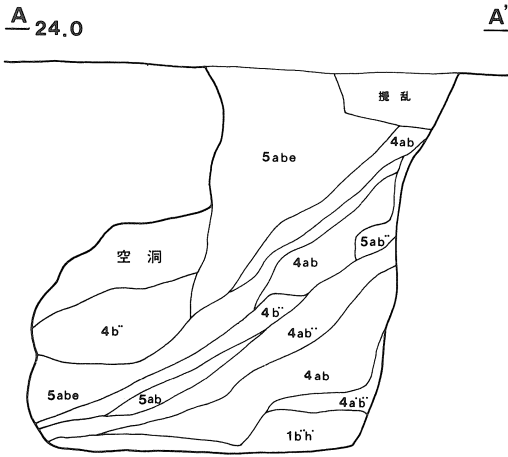 A 24.0 A'
攪乱
4ab
5abe
5ab¨
空洞
4ab
4b¨
4b¨
4ab¨
4ab
5abe
5ab
4a˙b˙
1b¨h˙